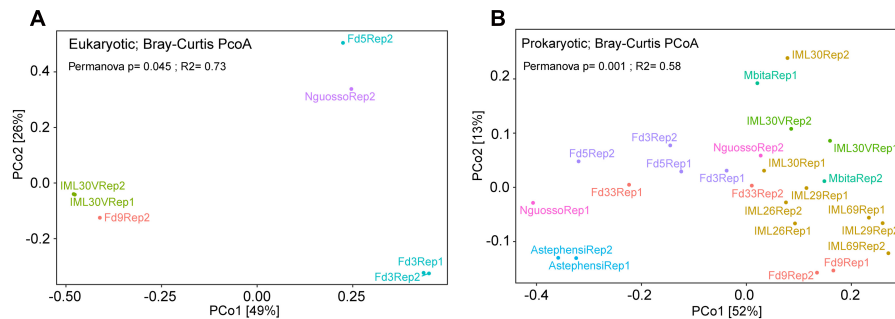 A
Eukaryotic; Bray-Curtis PCoA
Permanova p= 0.045 ; R2= 0.73
Fd5Rep2
NguossoRep2
IML30VRep2
IML30VRep1
Fd9Rep2
Fd3Rep1
Fd3Rep2
0.4
0.2
0.0
-0.2
PCo2 [26%]
-0.50
-0.25
0.00
0.25
PCo1 [49%]
B
Prokaryotic; Bray-Curtis PCoA
Permanova p= 0.001 ; R2= 0.58
IML30Rep2
MbitaRep1
IML30VRep2
Fd3Rep2
NguossoRep2
IML30VRep1
Fd5Rep2
Fd5Rep1
IML30Rep1
Fd3Rep1
MbitaRep2
Fd33Rep1
Fd33Rep2
IML29Rep1
NguossoRep1
IML26Rep2
IML69Rep1
IML26Rep1
IML29Rep2
AstephensiRep2
IML69Rep2
AstephensiRep1
Fd9Rep1
Fd9Rep2
0.2
0.1
0.0
-0.1
PCo2 [13%]
-0.4
-0.2
0.0
0.2
PCo1 [52%]